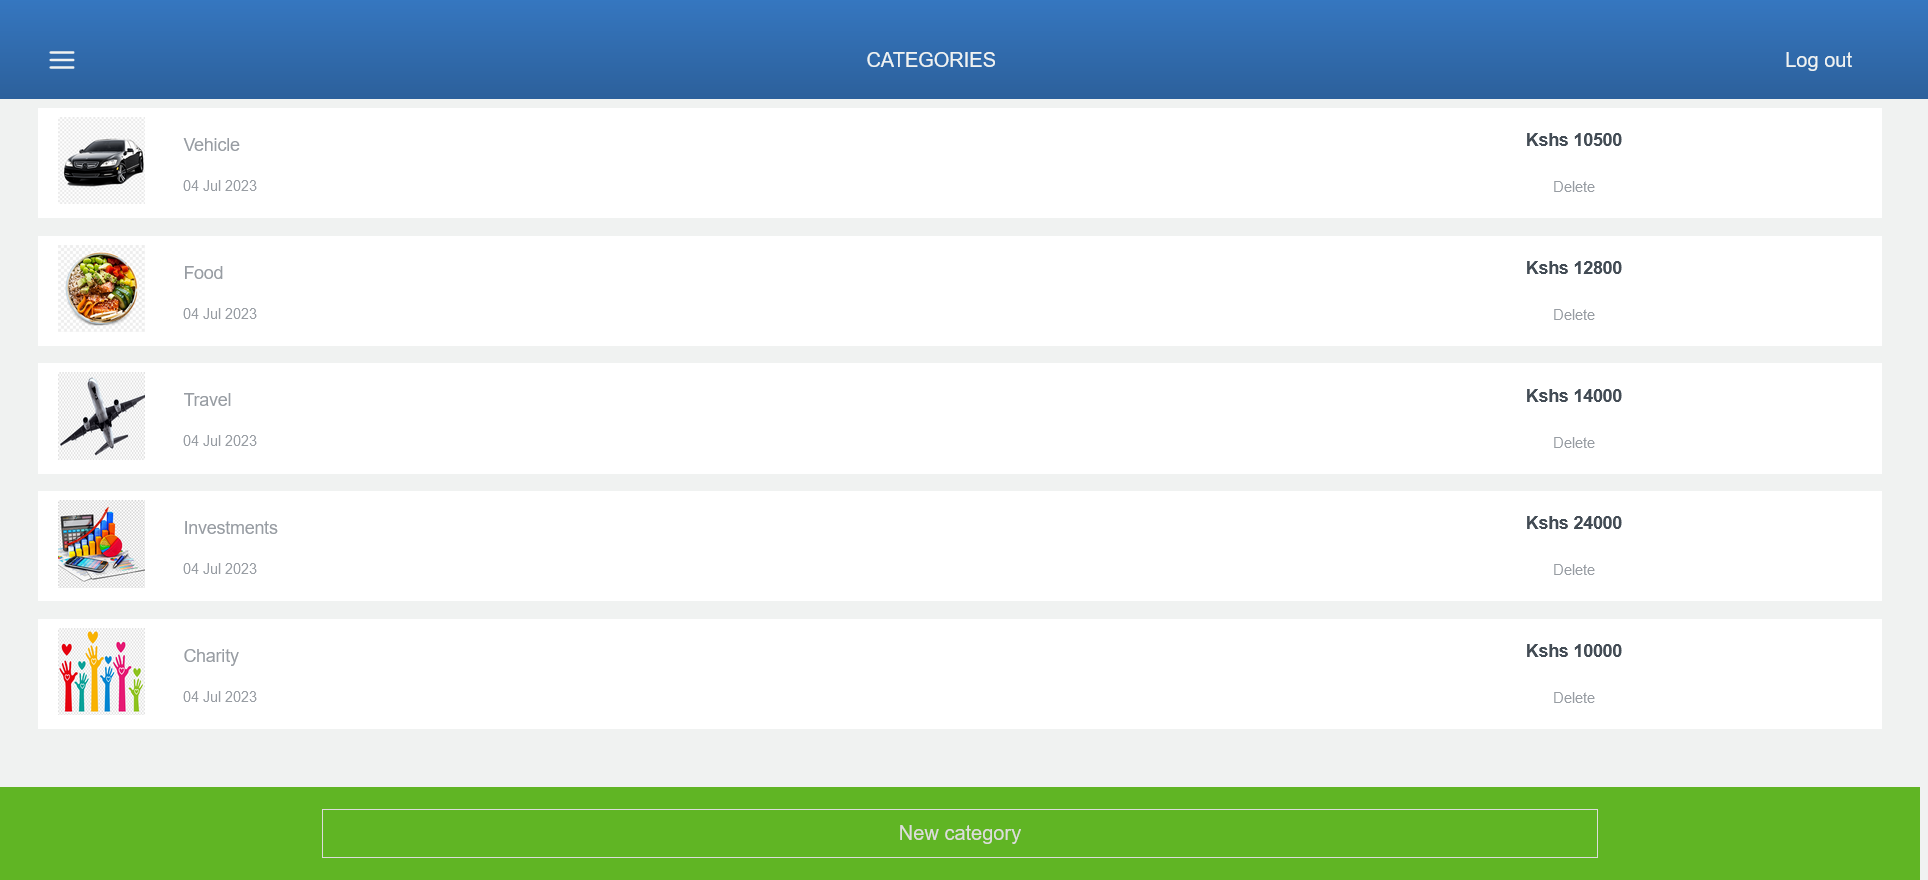 CATEGORIES
Log out
Vehicle
Kshs 10500
04 Jul 2023
Delete
Food
Kshs 12800
04 Jul 2023
Delete
Travel
Kshs 14000
04 Jul 2023
Delete
Investments
Kshs 24000
04 Jul 2023
Delete
Charity
Kshs 10000
04 Jul 2023
Delete
New category